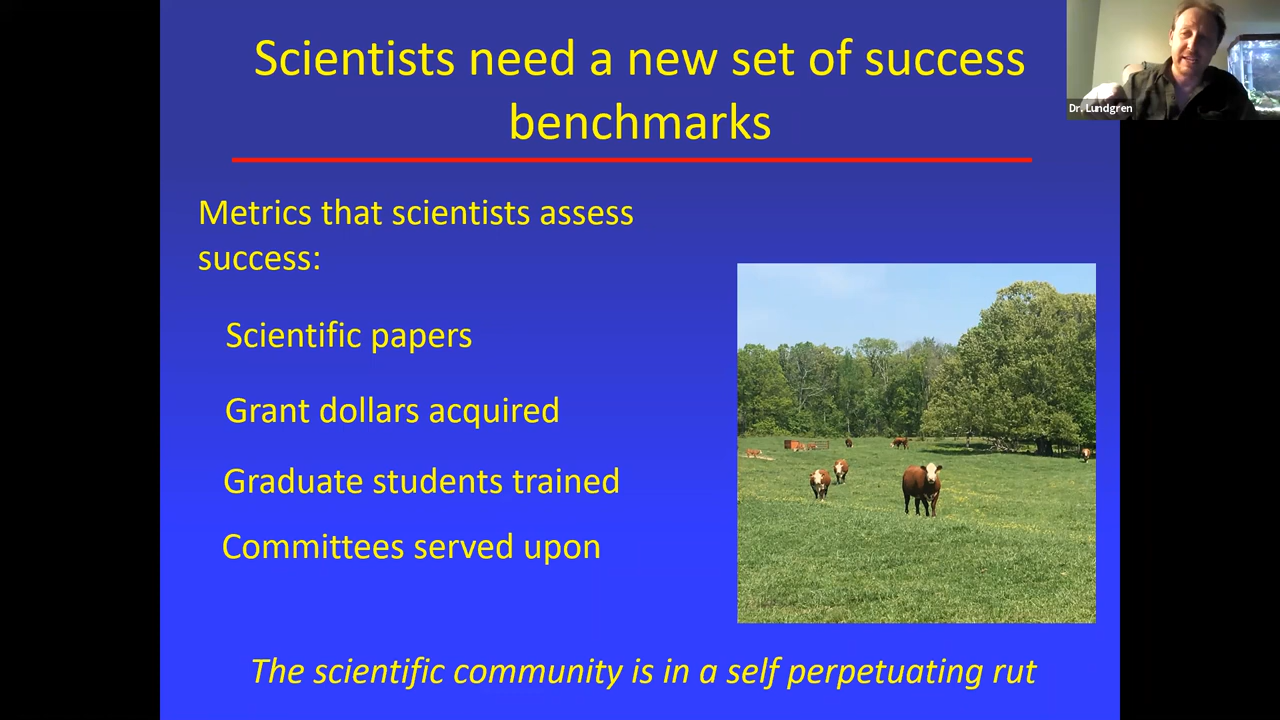 Scientists need a new set of success
benchmarks
Dr. Lundgren
Metrics that scientists assess
success:
Scientific papers
Grant dollars acquired
Graduate students trained
Committees served upon
The scientific community is in a self perpetuating rut